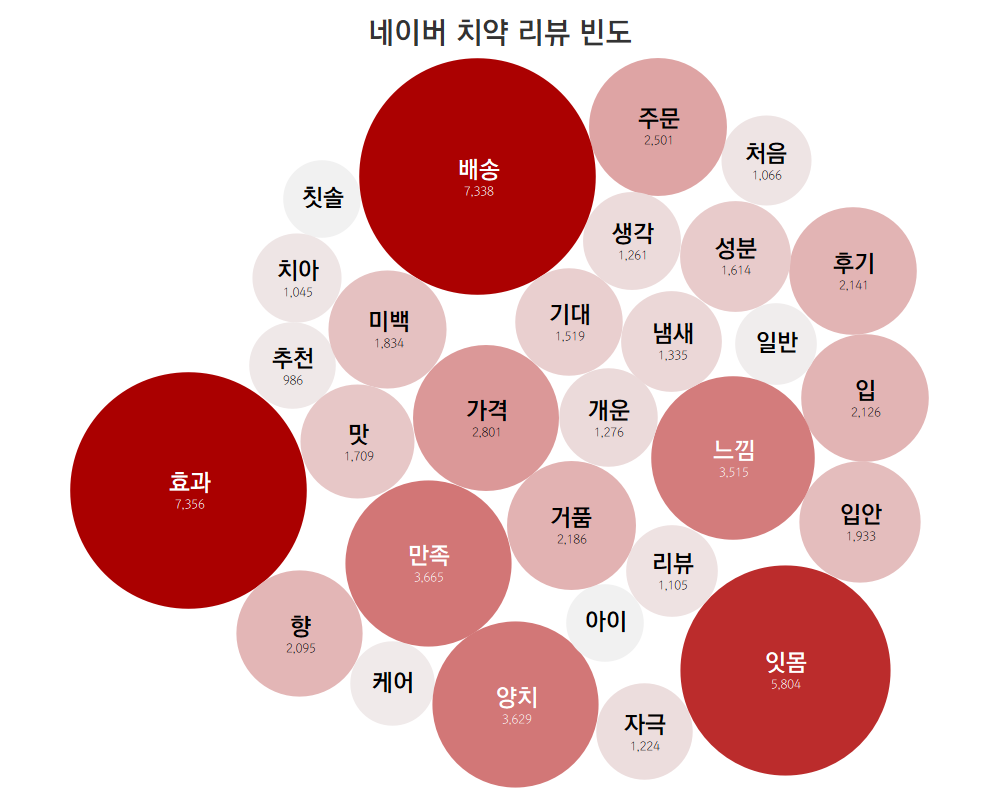 네이버 치약 리뷰 빈도
배송
7,338
주문
2,501
처음
1,066
칫솔
생각
1,261
성분
1,614
후기
2,141
치아
1,045
미백
1,834
기대
1,519
냄새
1,335
일반
추천
986
가격
2,801
개운
1,276
입
2,126
맛
1,709
느낌
3,515
효과
7,356
거품
2,186
입안
1,933
만족
3,665
리뷰
1,105
향
2,095
아이
잇몸
5,804
케어
양치
3,629
자극
1,224